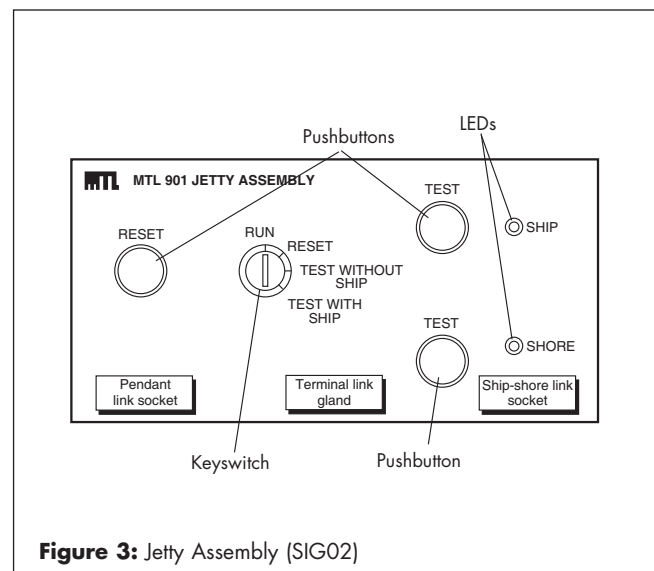 Pushbuttons
LEDs
MTL MTL 901 JETTY ASSEMBLY
TEST
RESET
RUN
RESET
TEST WITHOUT
SHIP
TEST WITH
SHIP
SHIP
TEST
SHORE
Pendant
link socket
Terminal link
gland
Ship-shore link
socket
Keyswitch
Pushbutton
Figure 3: Jetty Assembly (SIG02)